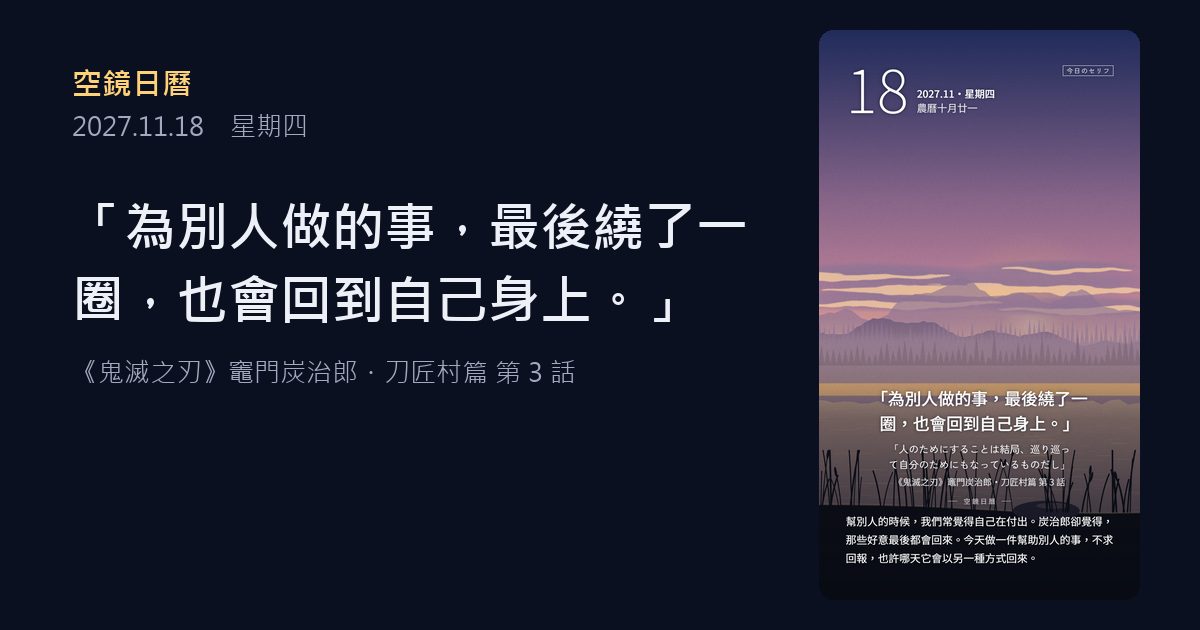 空鏡日曆
2027.11.18 星期四
「為別人做的事，最後繞了一
圈，也會回到自己身上。」
《鬼滅之刃》竈門炭治郎・刀匠村篇 第 3 話
今日のセリフ
18
2027.11・星期四
農曆十月廿一
「為別人做的事，最後繞了一
圈，也會回到自己身上。」
「人のためにすることは結局、巡り巡っ
て自分のためにもなっているものだし」
《鬼滅之刃》竈門炭治郎・刀匠村篇 第 3 話
— 空鏡日曆 —
幫別人的時候，我們常覺得自己在付出。炭治郎卻覺得，
那些好意最後都會回來。今天做一件幫助別人的事，不求
回報，也許哪天它會以另一種方式回來。